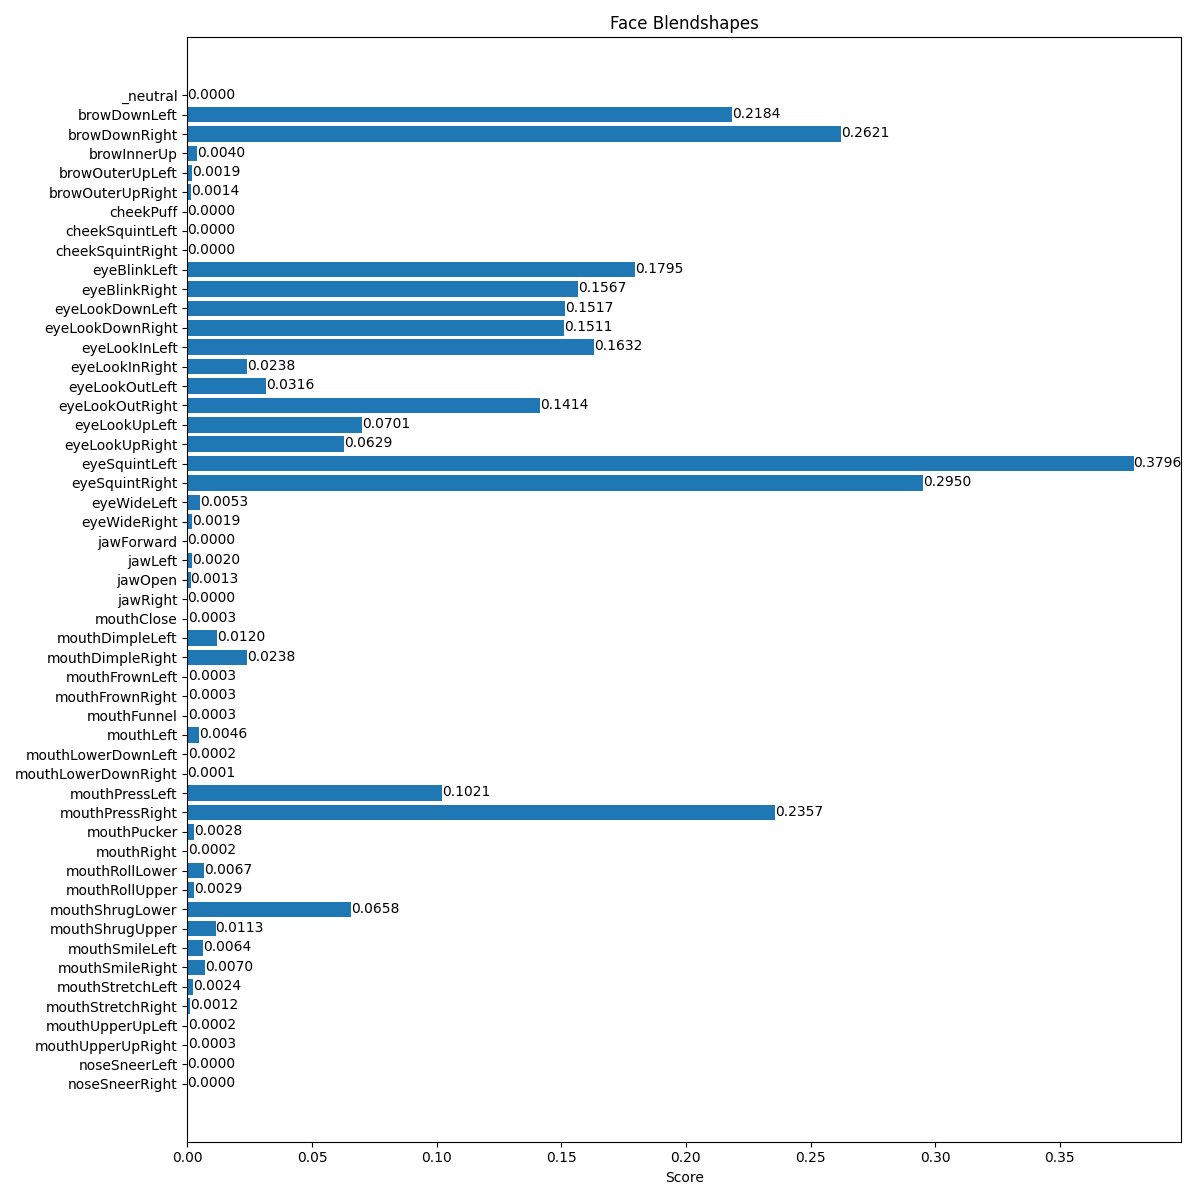 Face Blendshapes
_neutral 0.0000
browDownLeft 0.2184
browDownRight 0.2621
browInnerUp 0.0040
browOuterUpLeft 0.0019
browOuterUpRight 0.0014
cheekPuff 0.0000
cheekSquintLeft 0.0000
cheekSquintRight 0.0000
eyeBlinkLeft 0.1795
eyeBlinkRight 0.1567
eyeLookDownLeft 0.1517
eyeLookDownRight 0.1511
eyeLookInLeft 0.1632
eyeLookInRight 0.0238
eyeLookOutLeft 0.0316
eyeLookOutRight 0.1414
eyeLookUpLeft 0.0701
eyeLookUpRight 0.0629
eyeSquintLeft 0.3796
eyeSquintRight 0.2950
eyeWideLeft 0.0053
eyeWideRight 0.0019
jawForward 0.0000
jawLeft 0.0020
jawOpen 0.0013
jawRight 0.0000
mouthClose 0.0003
mouthDimpleLeft 0.0120
mouthDimpleRight 0.0238
mouthFrownLeft 0.0003
mouthFrownRight 0.0003
mouthFunnel 0.0003
mouthLeft 0.0046
mouthLowerDownLeft 0.0002
mouthLowerDownRight 0.0001
mouthPressLeft 0.1021
mouthPressRight 0.2357
mouthPucker 0.0028
mouthRight 0.0002
mouthRollLower 0.0067
mouthRollUpper 0.0029
mouthShrugLower 0.0658
mouthShrugUpper 0.0113
mouthSmileLeft 0.0064
mouthSmileRight 0.0070
mouthStretchLeft 0.0024
mouthStretchRight 0.0012
mouthUpperUpLeft 0.0002
mouthUpperUpRight 0.0003
noseSneerLeft 0.0000
noseSneerRight 0.0000
0.00 0.05 0.10 0.15 0.20 0.25 0.30 0.35
Score